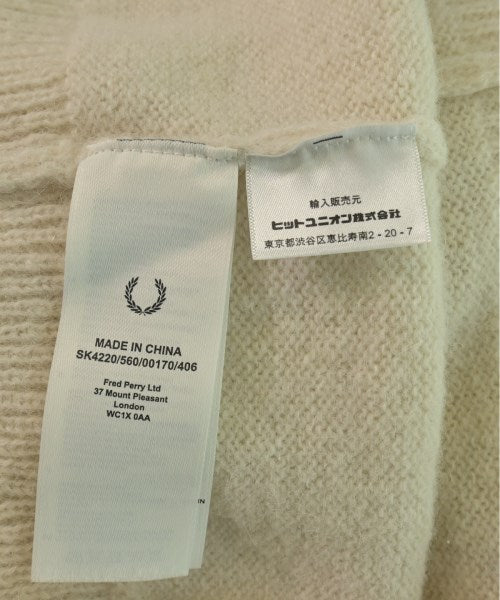 MADE IN CHINA
SK4220/560/00170/406
Fred Perry Ltd
37 Mount Pleasant
London
WC1X 0AA
IN
輸入販売元
ヒットユニオン株式会社
東京都渋谷区恵比寿南2-20-7